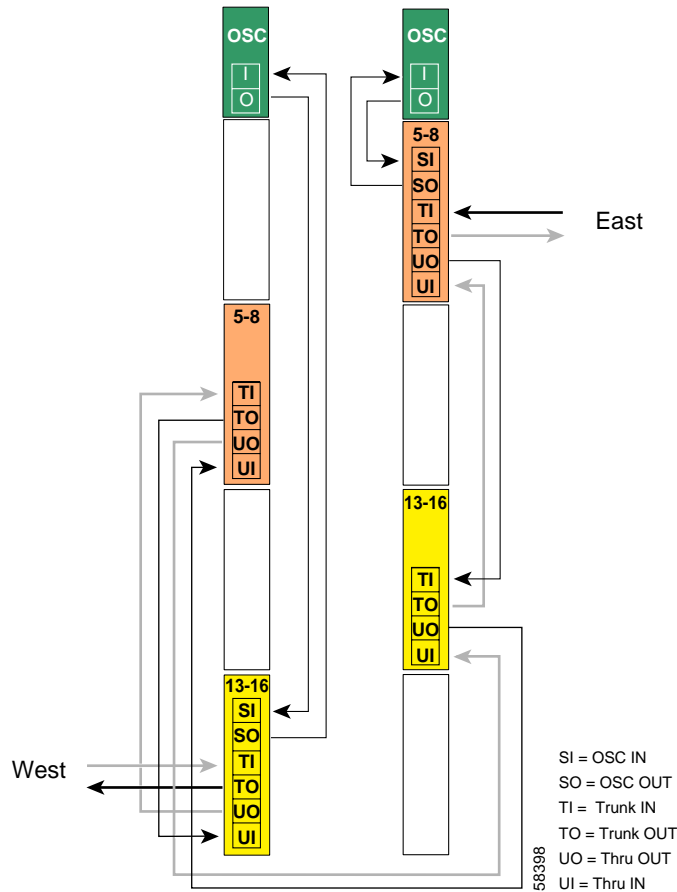 OSC
I
O
5-8
TI
TO
UO
UI
13-16
SI
SO
TI
TO
UO
UI
West
OSC
I
O
5-8
SI
SO
TI
TO
UO
UI
East
13-16
TI
TO
UO
UI
SI = OSC IN
SO = OSC OUT
TI = Trunk IN
TO = Trunk OUT
UO = Thru OUT
UI = Thru IN
58398